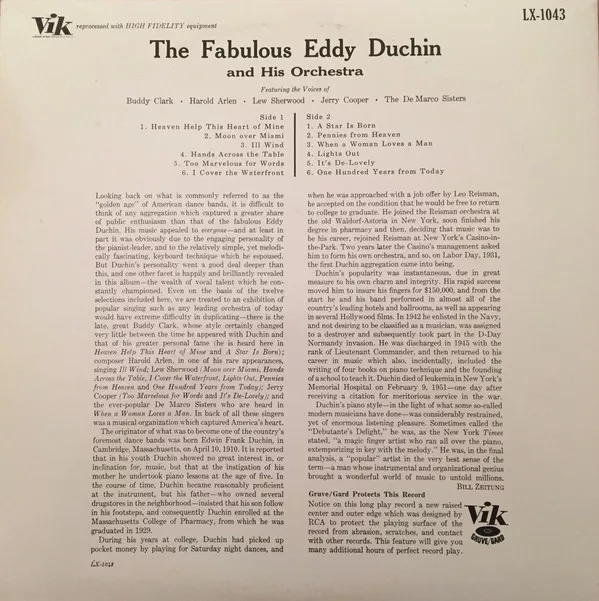 Vik
reprocessed with HIGH FIDELITY equipment
LX-1043
The Fabulous Eddy Duchin
and His Orchestra
Featuring the Voices of
Buddy Clark • Harold Arlen • Lew Sherwood • Jerry Cooper • The De Marco Sisters
Side 1
1. Heaven Help This Heart of Mine
2. Moon over Miami
3. Ill Wind
4. Hands Across the Table
5. Too Marvelous for Words
6. I Cover the Waterfront
Side 2
1. A Star Is Born
2. Pennies from Heaven
3. When a Woman Loves a Man
4. Lights Out
5. It's De-Lovely
6. One Hundred Years from Today
Looking back on what is commonly referred to as the
"golden age" of American dance bands, it is difficult to
think of any aggregation which captured a greater share
of public enthusiasm than that of the fabulous Eddy
Duchin. His music appealed to everyone—and at least in
part it was obviously due to the engaging personality of
the pianist-leader, and to the relatively simple, yet melodi-
cally fascinating, keyboard technique which he espoused.
But Duchin's personality went a good deal deeper than
this, and one other facet is happily and brilliantly revealed
in this album—the wealth of vocal talent which he con-
stantly championed. Even on the basis of the twelve
selections included here, we are treated to an exhibition of
popular singing such as any leading orchestra of today
would have extreme difficulty in duplicating—there is the
late, great Buddy Clark, whose style certainly changed
very little between the time he appeared with Duchin and
that of his greater personal fame (he is heard here in
Heaven Help This Heart of Mine and A Star Is Born);
composer Harold Arlen, in one of his rare appearances,
singing Ill Wind; Lew Sherwood (Moon over Miami, Hands
Across the Table, I Cover the Waterfront, Lights Out, Pennies
from Heaven and One Hundred Years from Today); Jerry
Cooper (Too Marvelous for Words and It's De-Lovely); and
the ever-popular De Marco Sisters who are heard in
When a Woman Loves a Man. In back of all these singers
was a musical organization which captured America's heart.
The originator of what was to become one of the country's
foremost dance bands was born Edwin Frank Duchin, in
Cambridge, Massachusetts, on April 10, 1910. It is reported
that in his youth Duchin showed no great interest in, or
inclination for, music, but that at the instigation of his
mother he undertook piano lessons at the age of five. In
the course of time, Duchin became reasonably proficient
at the instrument, but his father—who owned several
drugstores in the neighborhood—insisted that his son follow
in his footsteps, and consequently Duchin enrolled at the
Massachusetts College of Pharmacy, from which he was
graduated in 1929.
During his years at college, Duchin had picked up
pocket money by playing for Saturday night dances, and
LX-1043
when he was approached with a job offer by Leo Reisman,
he accepted on the condition that he would be free to return
to college to graduate. He joined the Reisman orchestra at
the old Waldorf-Astoria in New York, soon finished his
degree in pharmacy and then, deciding that music was to
be his career, rejoined Reisman at New York's Casino-in-
the-Park. Two years later the Casino's management asked
him to form his own orchestra, and so, on Labor Day, 1931,
the first Duchin aggregation came into being.
Duchin's popularity was instantaneous, due in great
measure to his own charm and integrity. His rapid success
moved him to insure his fingers for $150,000, and from the
start he and his band performed in almost all of the
country's leading hotels and ballrooms, as well as appearing
in several Hollywood films. In 1942 he enlisted in the Navy,
and not desiring to be classified as a musician, was assigned
to a destroyer and subsequently took part in the D-Day
Normandy invasion. He was discharged in 1945 with the
rank of Lieutenant Commander, and then returned to his
career in music which also, incidentally, included the
writing of four books on piano technique and the founding
of a school to teach it. Duchin died of leukemia in New York's
Memorial Hospital on February 9, 1951—one day after
receiving a citation for meritorious service in the war.
Duchin's piano style—in the light of what some so-called
modern musicians have done—was considerably restrained,
yet of enormous listening pleasure. Sometimes called the
"Debutante's Delight," he was, as the New York Times
stated, "a magic finger artist who ran all over the piano,
extemporizing in key with the melody." He was, in the final
analysis, a "popular" artist in the very best sense of the
term—a man whose instrumental and organizational genius
brought a wonderful world of music to untold millions.
BILL ZEITUNG
Gruve/Gard Protects This Record
Notice on this long play record a new raised
center and outer edge which was designed by
RCA to protect the playing surface of the
record from abrasion, scratches, and contact
with other records. This feature will give you
many additional hours of perfect record play.
Vik
GRUVE/GARD